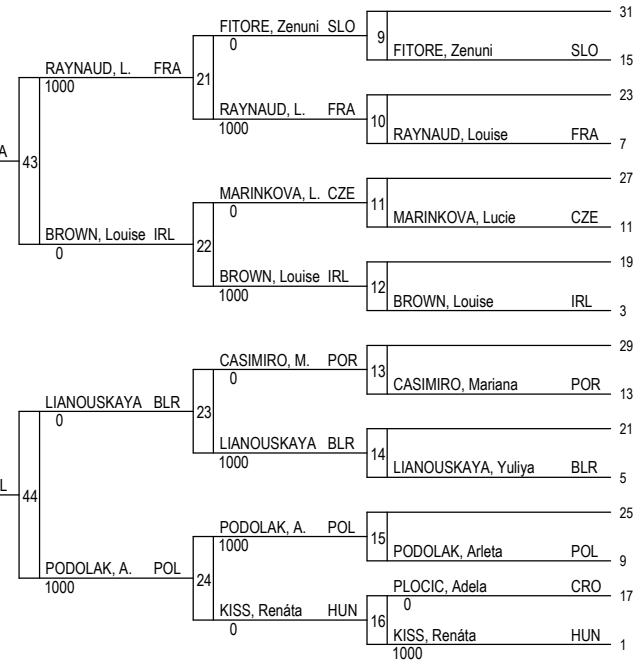 31
FITORE, Zenuni SLO
0
9
FITORE, Zenuni SLO
15
RAYNAUD, L. FRA
1000
21
23
RAYNAUD, L. FRA
1000
10
RAYNAUD, Louise FRA
7
A
43
27
MARINKOVA, L. CZE
0
11
MARINKOVA, Lucie CZE
11
BROWN, Louise IRL
0
22
19
BROWN, Louise IRL
1000
12
BROWN, Louise IRL
3
29
CASIMIRO, M. POR
0
13
CASIMIRO, Mariana POR
13
LIANOUSKAYA BLR
0
23
21
LIANOUSKAYA BLR
1000
14
LIANOUSKAYA, Yuliya BLR
5
L
44
25
PODOLAK, A. POL
1000
15
PODOLAK, Arleta POL
9
PODOLAK, A. POL
1000
24
PLOCIC, Adela CRO
17
0
KISS, Renáta HUN
0
16
KISS, Renáta HUN
1
1000